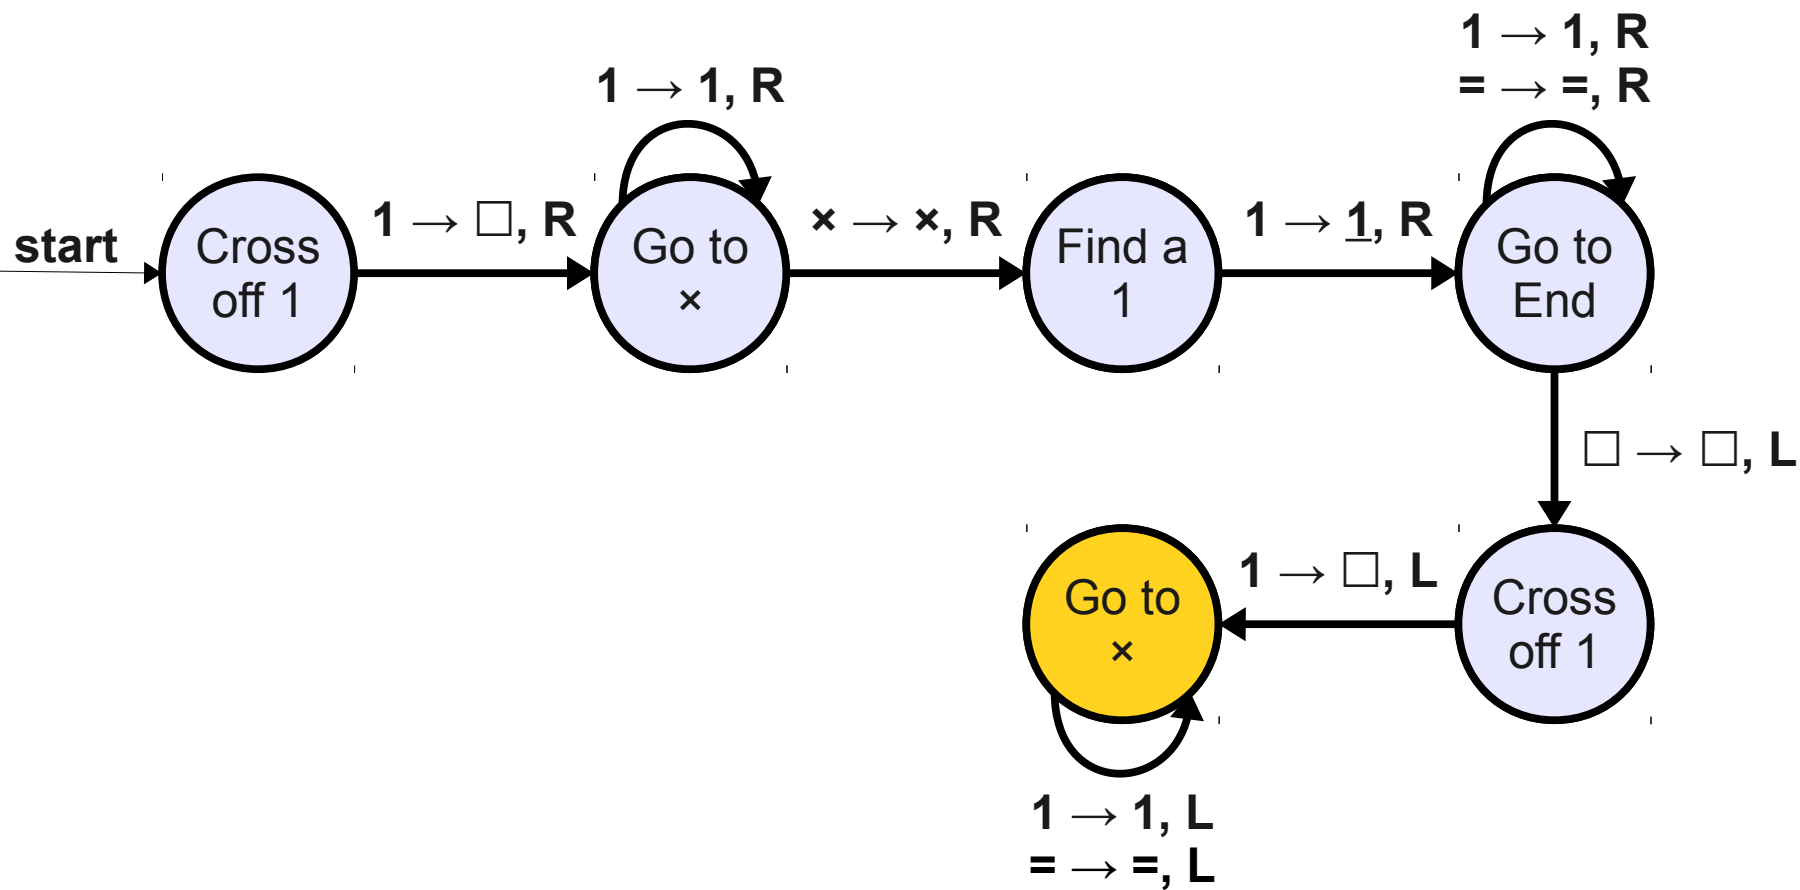 1 → 1, R
= → =, R
1 → 1, R
start
Cross
off 1
1 → □, R
Go to
×
× → ×, R
Find a
1
1 → 1, R
Go to
End
□ → □, L
Go to
×
1 → □, L
Cross
off 1
1 → 1, L
= → =, L